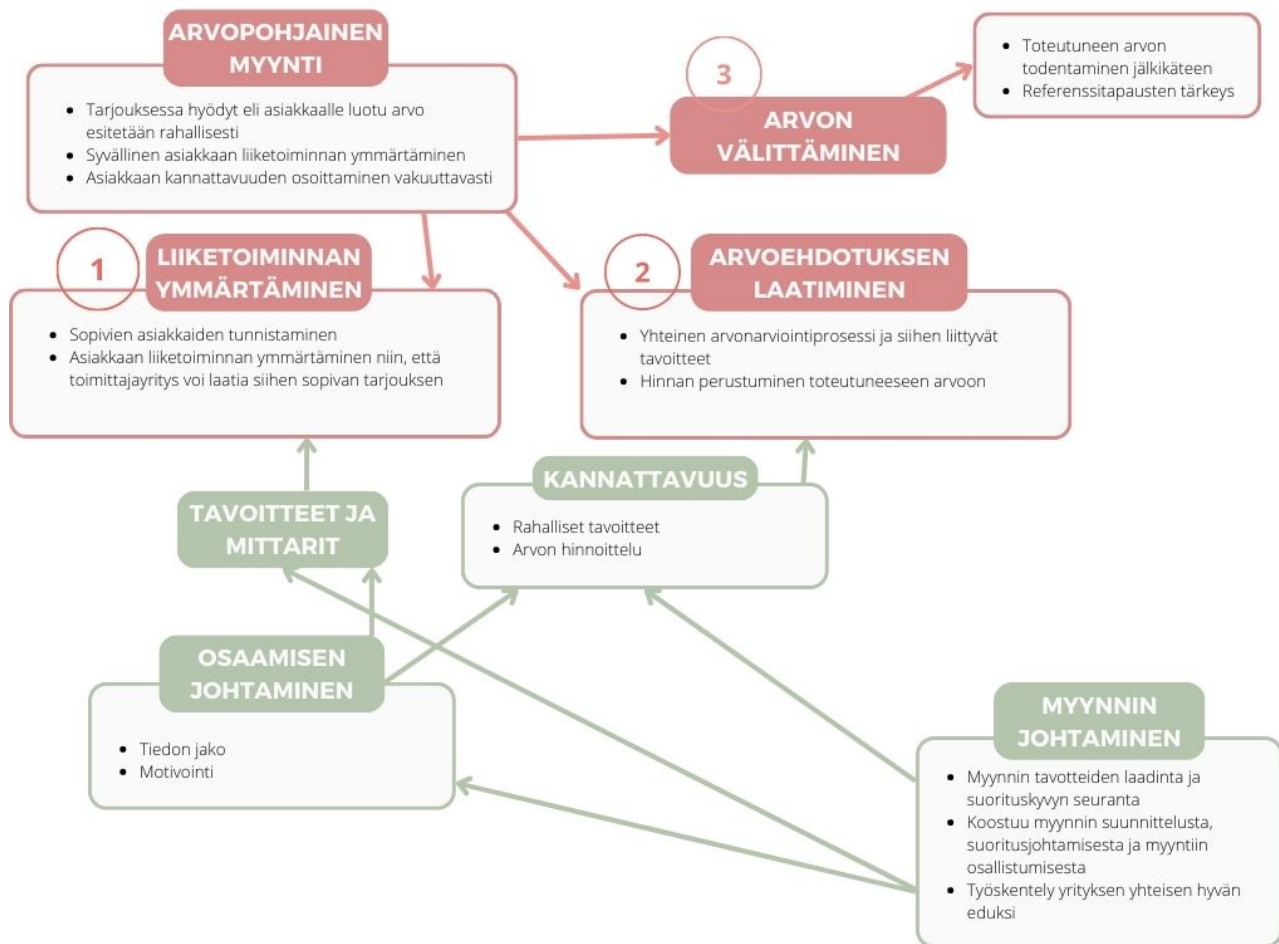 ARVOPOHJAINEN
MYYNTI
Tarjouksessa hyödyt eli asiakkaalle luotu arvo
esitetään rahallisesti
Syvällinen asiakkaan liiketoiminnan ymmärtäminen
Asiakkaan kannattavuuden osoittaminen vakuuttavasti
3
ARVON
VÄLITTÄMINEN
Toteutuneen arvon
todentaminen jälkikäteen
Referenssitapausten tärkeys
1
LIIKETOIMINNAN
YMMÄRTÄMINEN
Sopivien asiakkaiden tunnistaminen
Asiakkaan liiketoiminnan ymmärtäminen niin, että
toimittajayritys voi laatia siihen sopivan tarjouksen
2
ARVOEHDOTUKSEN
LAATIMINEN
Yhteinen arvonarviointiprosessi ja siihen liittyvät
tavoitteet
Hinnan perustuminen toteutuneeseen arvoon
TAVOITTEET JA
MITTARIT
KANNATTAVUUS
Rahalliset tavoitteet
Arvon hinnoittelu
OSAAMISEN
JOHTAMINEN
Tiedon jako
Motivointi
MYYNNIN
JOHTAMINEN
Myynnin tavotteiden laadinta ja
suorituskyvyn seuranta
Koostuu myynnin suunnittelusta,
suoritusjohtamisesta ja myyntiin
osallistumisesta
Työskentely yrityksen yhteisen hyvän
eduksi